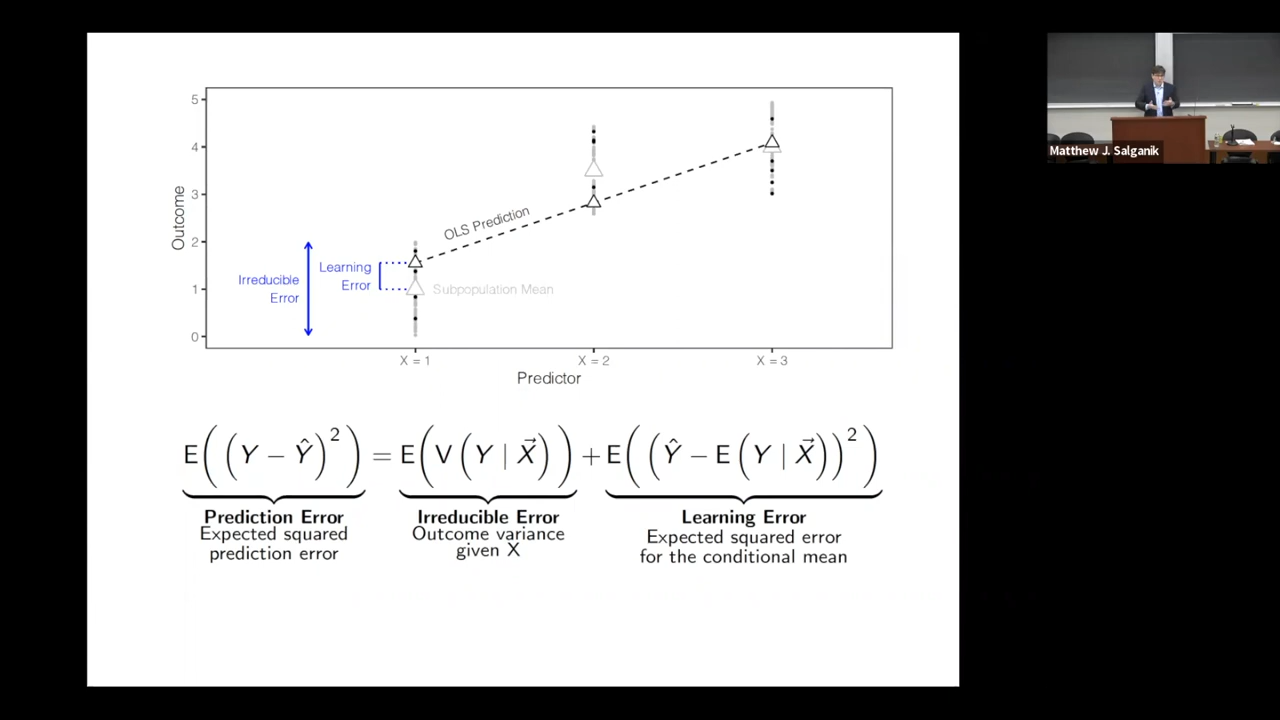 5
4
3
2
1
0
Outcome
OLS Prediction
Irreducible
Error
Learning
Error
Subpopulation Mean
X = 1
X = 2
X = 3
Predictor
E((Y − Ŷ)²) = E(V(Y | X⃗)) + E((Ŷ − E(Y | X⃗))²)
Prediction Error
Expected squared
prediction error
Irreducible Error
Outcome variance
given X
Learning Error
Expected squared error
for the conditional mean
Matthew J. Salganik